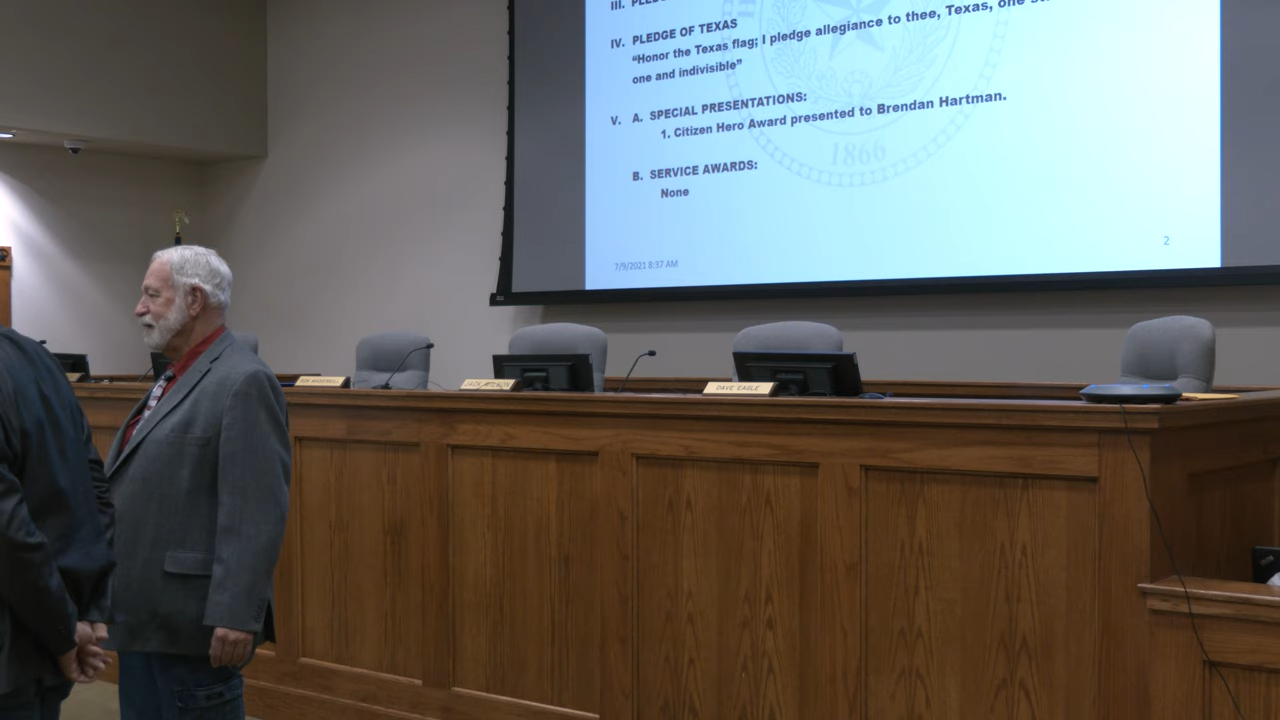 III.
IV. PLEDGE OF TEXAS
“Honor the Texas flag; I pledge allegiance to thee, Texas, one
one and indivisible”
V. A. SPECIAL PRESENTATIONS:
1. Citizen Hero Award presented to Brendan Hartman.
1866
B. SERVICE AWARDS:
None
2
7/9/2021 8:37 AM
DAVE EAGLE